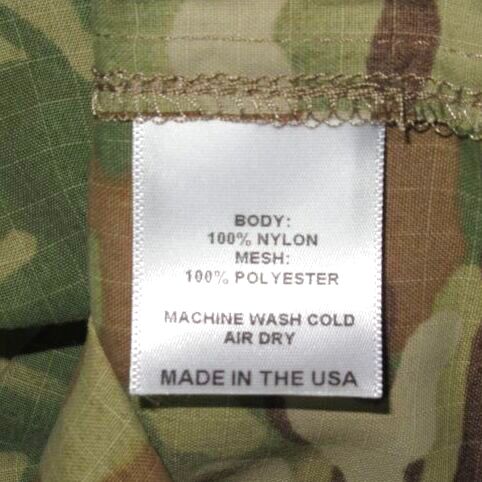 BODY:
100% NYLON
MESH:
100% POLYESTER
MACHINE WASH COLD
AIR DRY
MADE IN THE USA